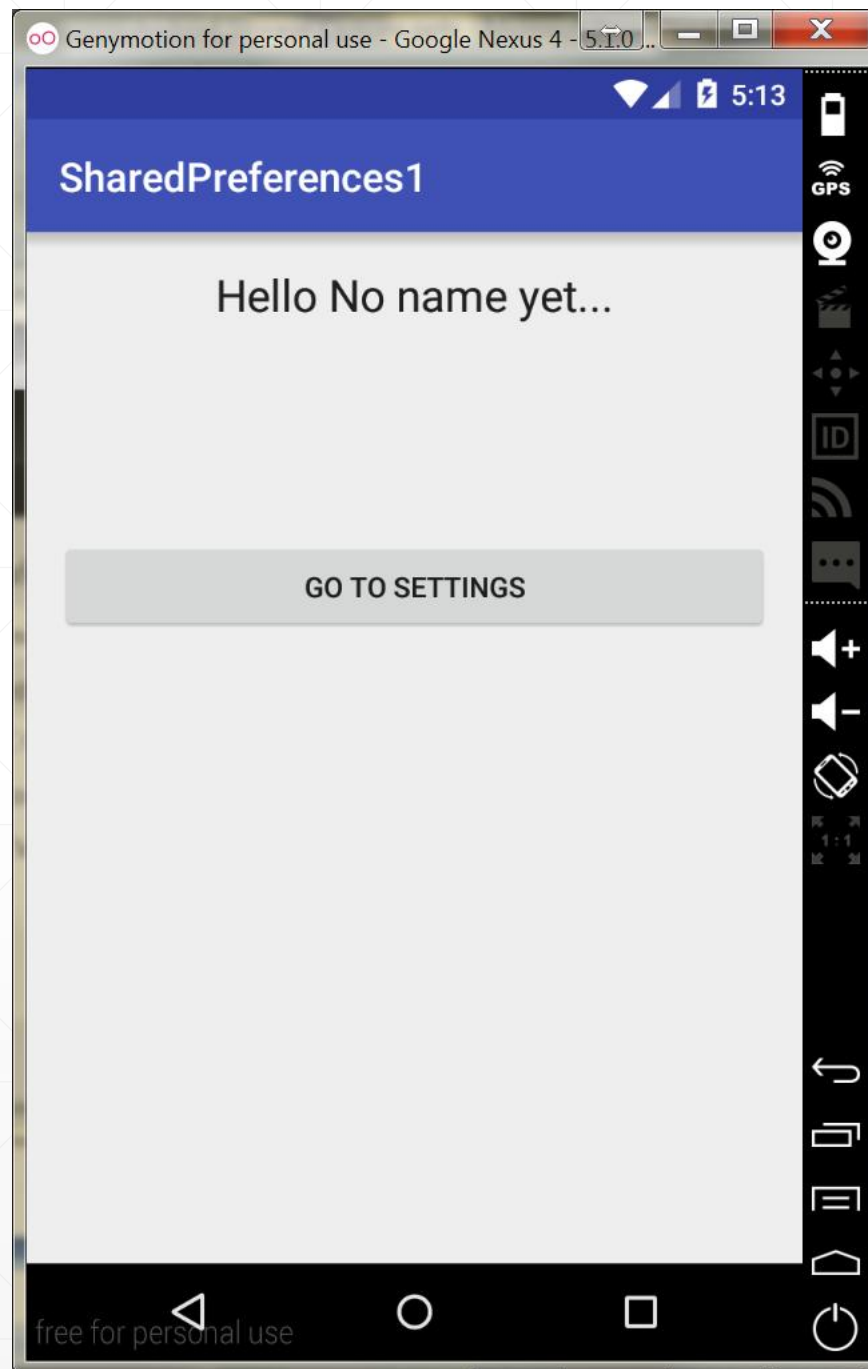 Genymotion for personal use - Google Nexus 4 - 5.1.0 ...
5:13
SharedPreferences1
GPS
Hello No name yet...
ID
GO TO SETTINGS
1:1
free for personal use